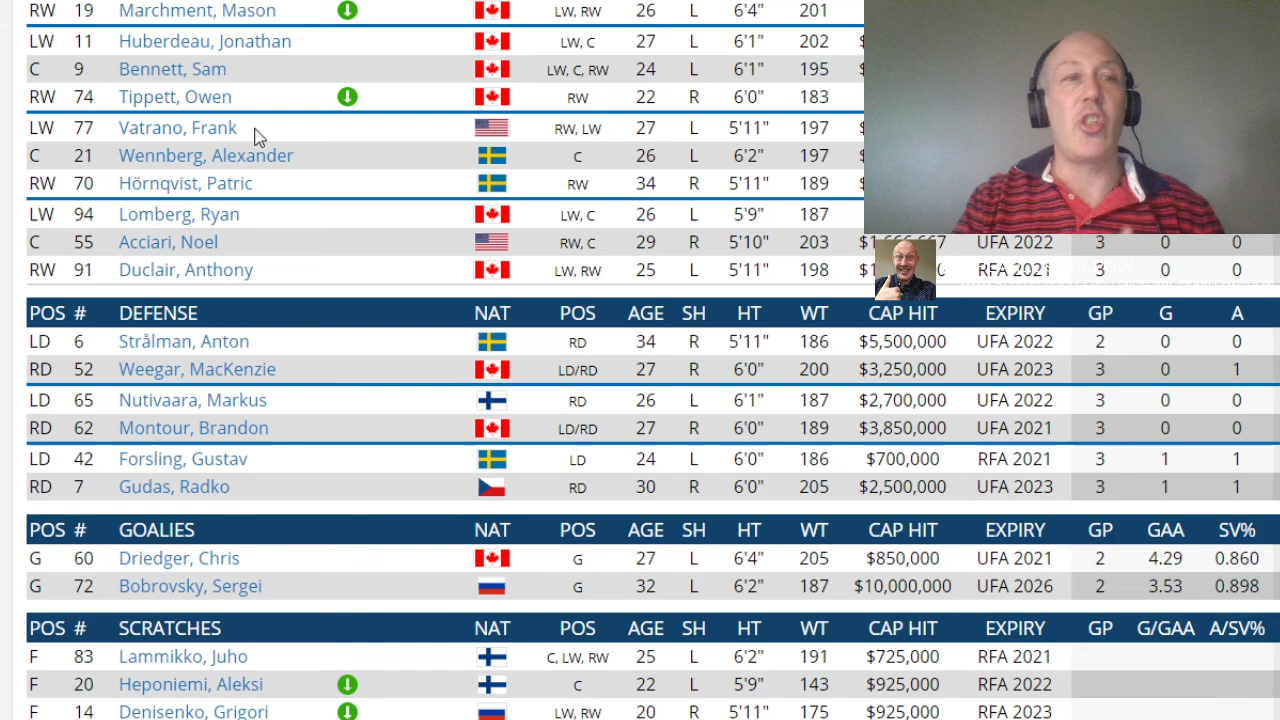 RW 19 Marchment, Mason LW, RW 26 L 6'4" 201
LW 11 Huberdeau, Jonathan LW, C 27 L 6'1" 202
C 9 Bennett, Sam LW, C, RW 24 L 6'1" 195
RW 74 Tippett, Owen RW 22 R 6'0" 183
LW 77 Vatrano, Frank RW, LW 27 L 5'11" 197
C 21 Wennberg, Alexander C 26 L 6'2" 197
RW 70 Hörnqvist, Patric RW 34 R 5'11" 189
LW 94 Lomberg, Ryan LW, C 26 L 5'9" 187
C 55 Acciari, Noel RW, C 29 R 5'10" 203 $1,666,667 UFA 2022 3 0 0
RW 91 Duclair, Anthony LW, RW 25 L 5'11" 198 RFA 2021 3 0 0
POS # DEFENSE NAT POS AGE SH HT WT CAP HIT EXPIRY GP G A
LD 6 Strålman, Anton RD 34 R 5'11" 186 $5,500,000 UFA 2022 2 0 0
RD 52 Weegar, MacKenzie LD/RD 27 R 6'0" 200 $3,250,000 UFA 2023 3 0 1
LD 65 Nutivaara, Markus RD 26 L 6'1" 187 $2,700,000 UFA 2022 3 0 0
RD 62 Montour, Brandon LD/RD 27 R 6'0" 189 $3,850,000 UFA 2021 3 0 0
LD 42 Forsling, Gustav LD 24 L 6'0" 186 $700,000 RFA 2021 3 1 1
RD 7 Gudas, Radko RD 30 R 6'0" 205 $2,500,000 UFA 2023 3 1 1
POS # GOALIES NAT POS AGE SH HT WT CAP HIT EXPIRY GP GAA SV%
G 60 Driedger, Chris G 27 L 6'4" 205 $850,000 UFA 2021 2 4.29 0.860
G 72 Bobrovsky, Sergei G 32 L 6'2" 187 $10,000,000 UFA 2026 2 3.53 0.898
POS # SCRATCHES NAT POS AGE SH HT WT CAP HIT EXPIRY GP G/GAA A/SV%
F 83 Lammikko, Juho C, LW, RW 25 L 6'2" 191 $725,000 RFA 2021
F 20 Heponiemi, Aleksi C 22 L 5'9" 143 $925,000 RFA 2022
F 14 Denisenko, Grigori LW, RW 20 R 5'11" 175 $925,000 RFA 2023